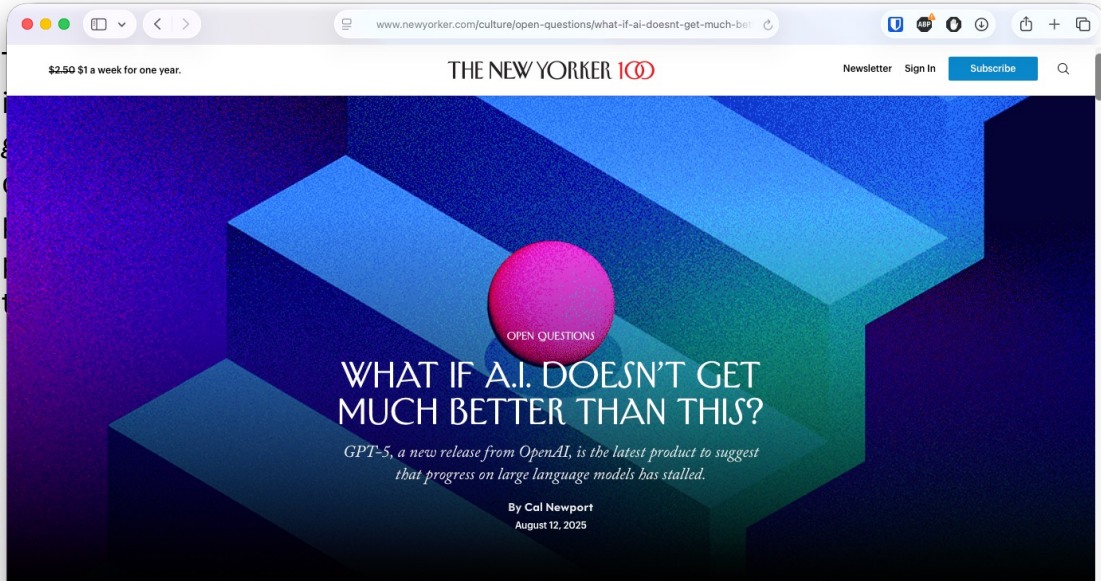 www.newyorker.com/culture/open-questions/what-if-ai-doesnt-get-much-bet
ABP
$2.50 $1 a week for one year.
THE NEW YORKER 100
Newsletter
Sign In
Subscribe
OPEN QUESTIONS
WHAT IF A.I. DOESN'T GET
MUCH BETTER THAN THIS?
GPT-5, a new release from OpenAI, is the latest product to suggest
that progress on large language models has stalled.
By Cal Newport
August 12, 2025